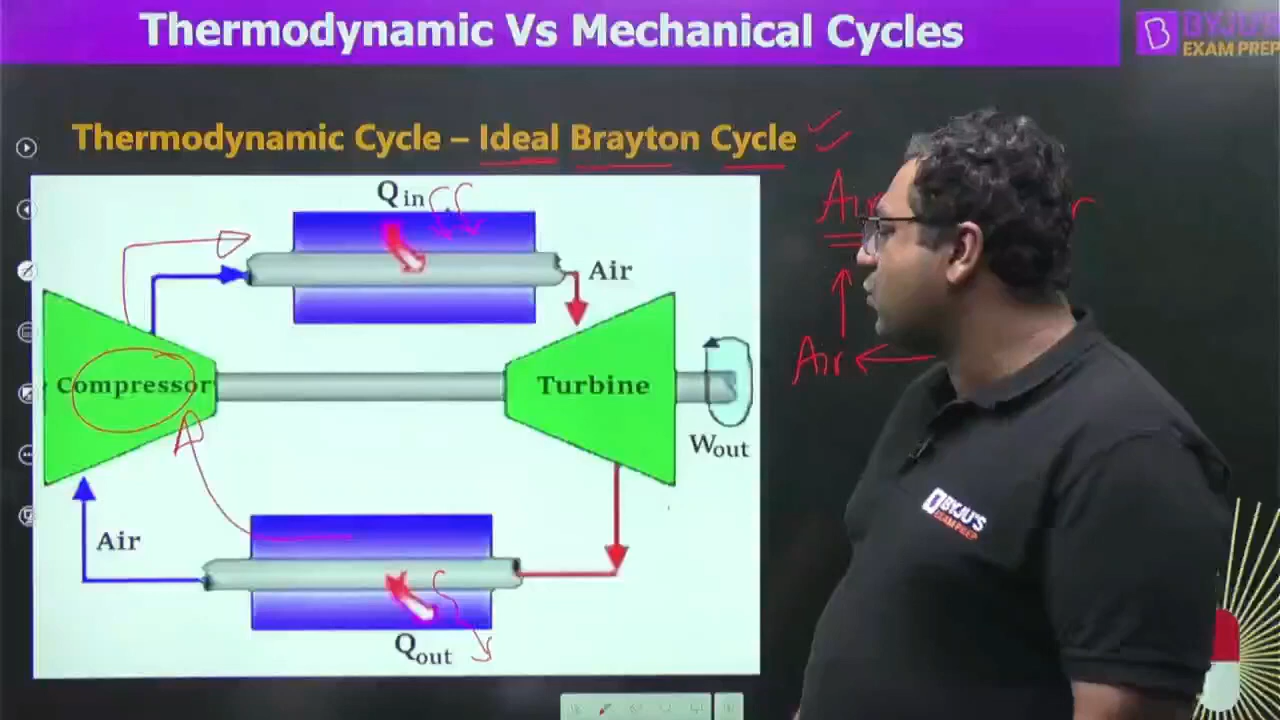 Thermodynamic Vs Mechanical Cycles
BYJU'S
EXAM PREP
Thermodynamic Cycle – Ideal Brayton Cycle
Qin
Air
Air
Compressor
Turbine
Air
Wout
Air
BYJU'S
EXAM PREP
Qout